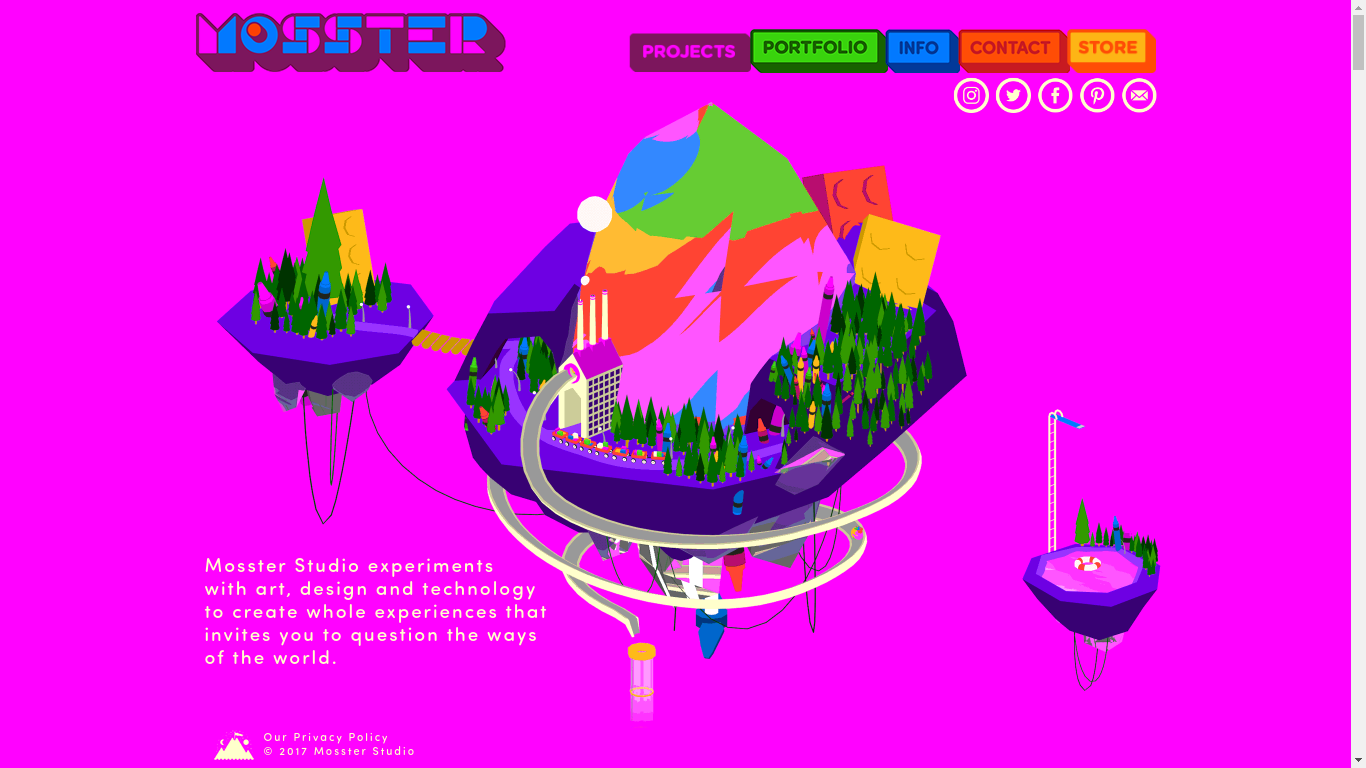 MOSSTER
PROJECTS PORTFOLIO INFO CONTACT STORE
Mosster Studio experiments
with art, design and technology
to create whole experiences that
invites you to question the ways
of the world.
Our Privacy Policy
© 2017 Mosster Studio